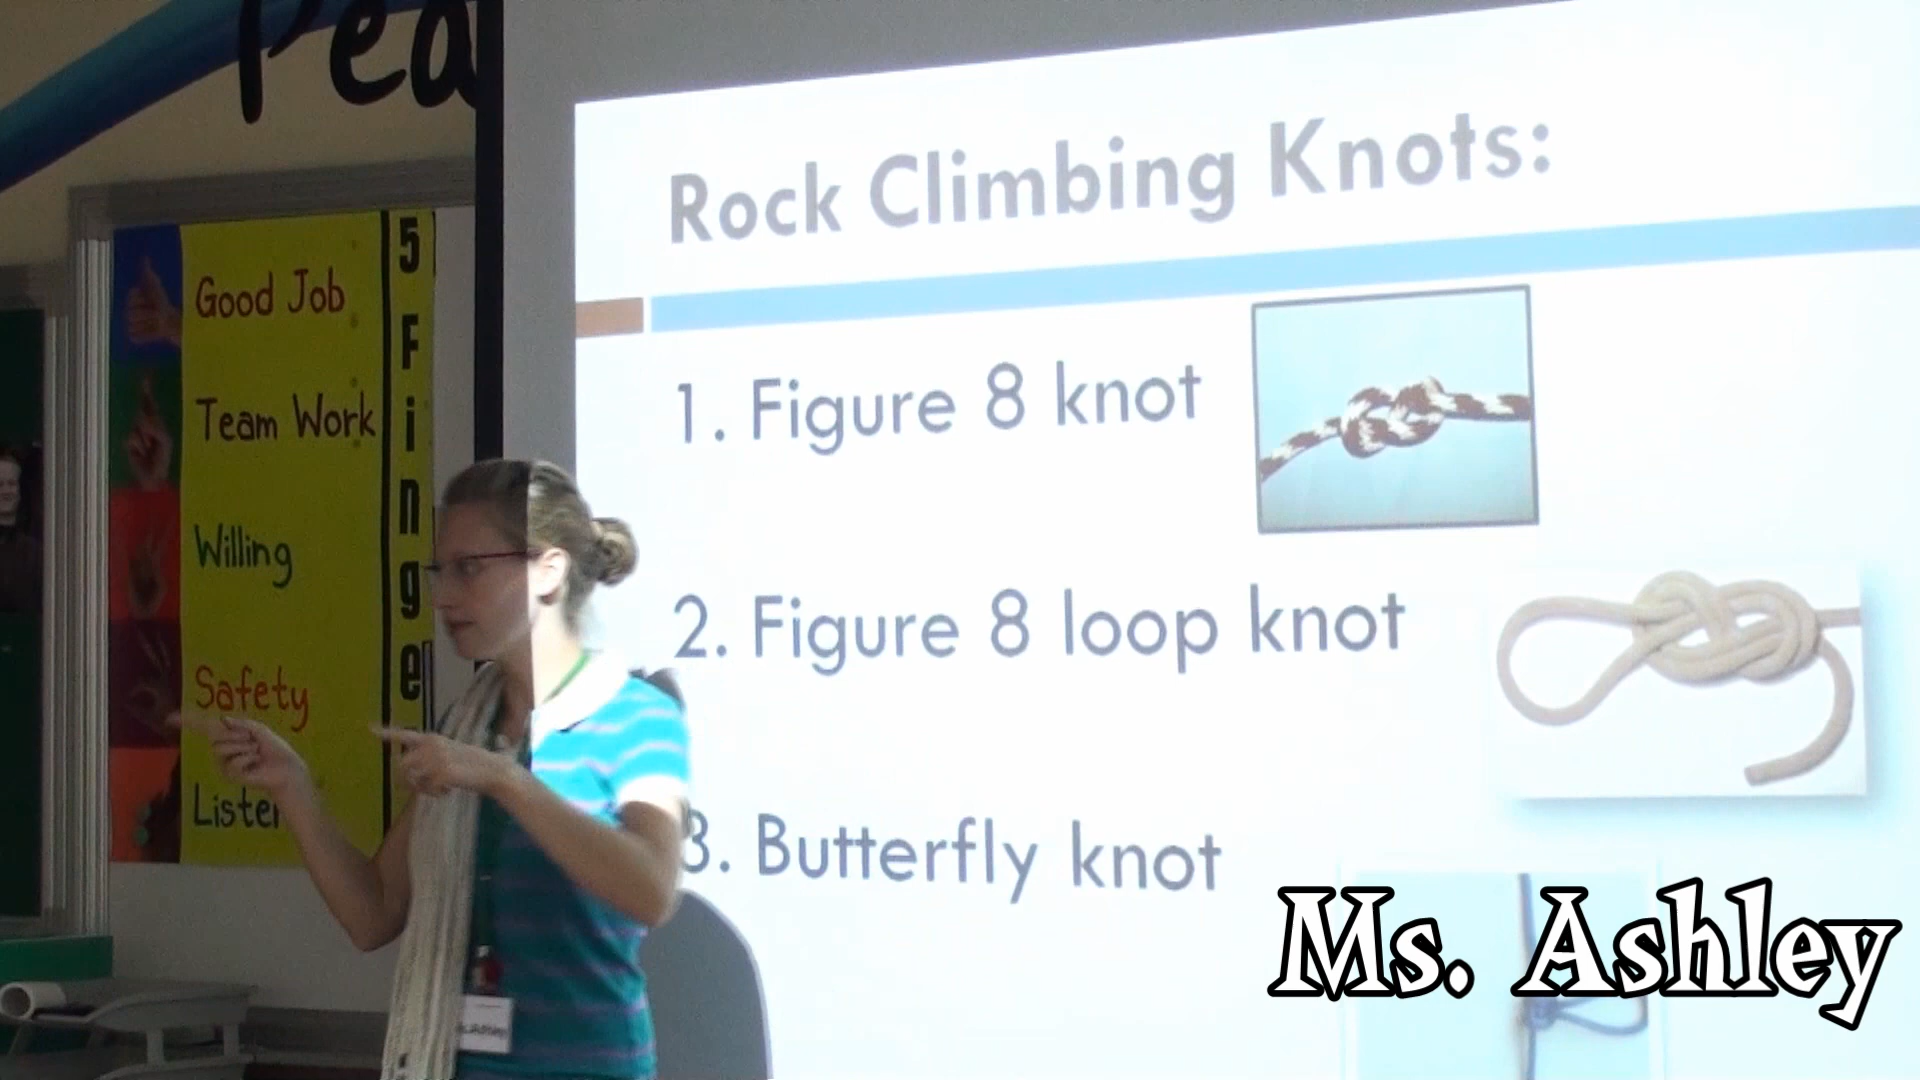 Pea
Good Job
Team Work
Willing
Safety
Listen
5 Finge
Rock Climbing Knots:
1. Figure 8 knot
2. Figure 8 loop knot
3. Butterfly knot
Ms. Ashley